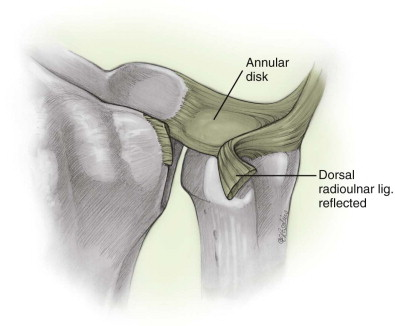 Annular
disk
Dorsal
radioulnar lig.
reflected